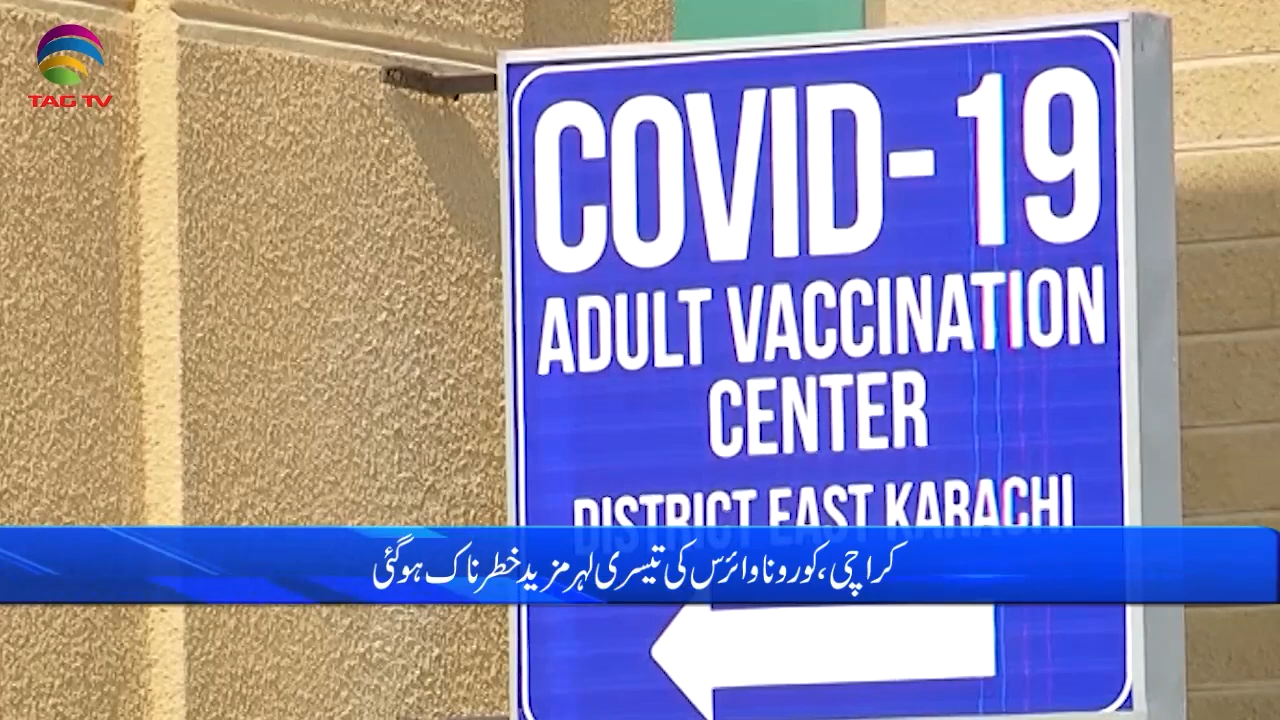 TAG TV
COVID-19
ADULT VACCINATION
CENTER
DISTRICT EAST KARACHI
کراچی، کورونا وائرس کی تیسری لہر مزید خطرناک ہوگئی